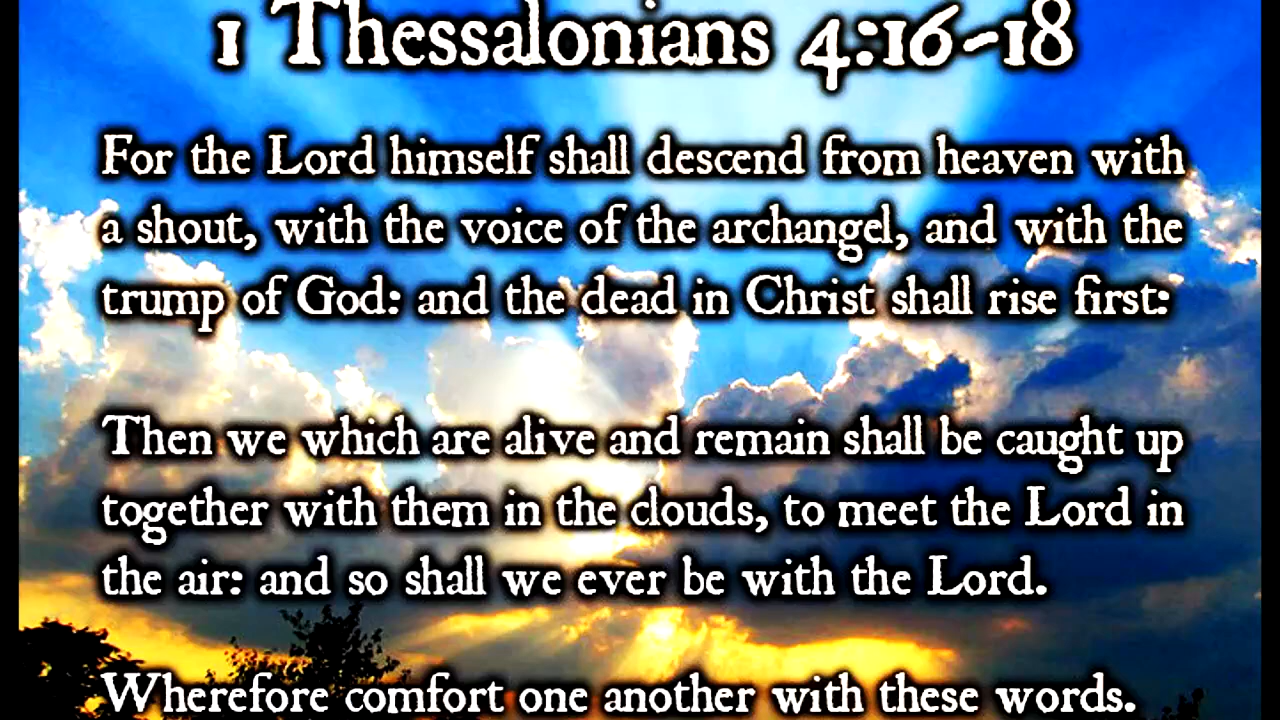 1 Thessalonians 4:16-18
For the Lord himself shall descend from heaven with
a shout, with the voice of the archangel, and with the
trump of God: and the dead in Christ shall rise first:
Then we which are alive and remain shall be caught up
together with them in the clouds, to meet the Lord in
the air: and so shall we ever be with the Lord.
Wherefore comfort one another with these words.